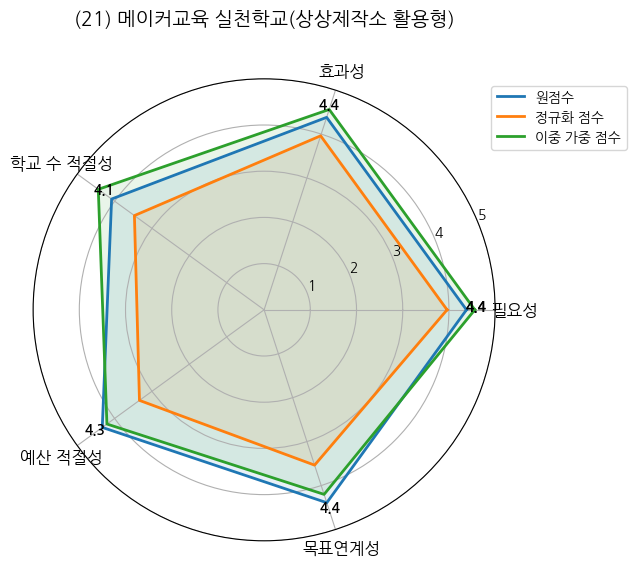 (21) 메이커교육 실천학교(상상제작소 활용형)
원점수
정규화 점수
이중 가중 점수
효과성
4.4
학교 수 적절성
4.1
5
4
3
2
1
4.4
필요성
4.3
예산 적절성
4.4
목표연계성